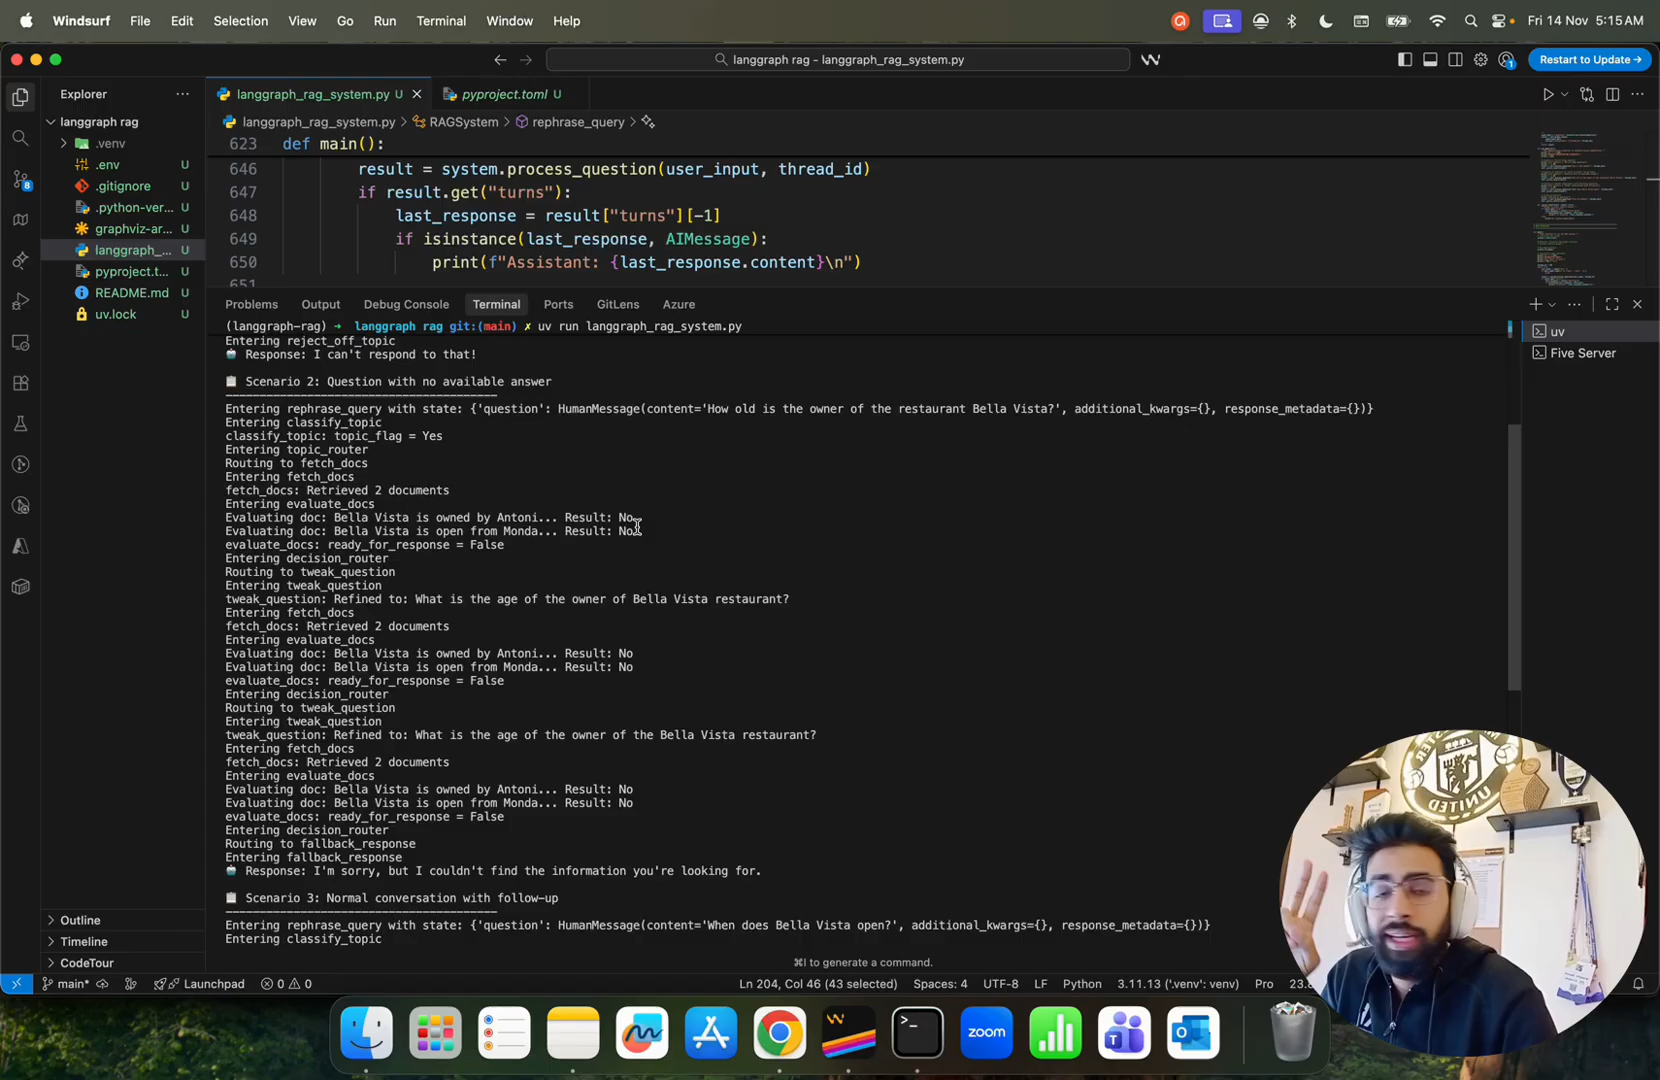 Windsurf File Edit Selection View Go Run Terminal Window Help
Fri 14 Nov 5:15 AM
langgraph rag - langgraph_rag_system.py
Restart to Update →
Explorer
langgraph_rag_system.py U
pyproject.toml U
langgraph rag
.venv
.env U
.gitignore U
.python-ver... U
graphviz-ar... U
langgraph_... U
pyproject.t... U
README.md U
uv.lock U
8
1
langgraph_rag_system.py > RAGSystem > rephrase_query >
623 def main():
646 result = system.process_question(user_input, thread_id)
647 if result.get("turns"):
648 last_response = result["turns"][-1]
649 if isinstance(last_response, AIMessage):
650 print(f"Assistant: {last_response.content}\n")
651
Problems Output Debug Console Terminal Ports GitLens Azure
uv
Five Server
(langgraph-rag) ➜ langgraph rag git:(main) ✗ uv run langgraph_rag_system.py
Entering reject_off_topic
🤖 Response: I can't respond to that!
📋 Scenario 2: Question with no available answer
----------------------------------------
Entering rephrase_query with state: {'question': HumanMessage(content='How old is the owner of the restaurant Bella Vista?', additional_kwargs={}, response_metadata={})}
Entering classify_topic
classify_topic: topic_flag = Yes
Entering topic_router
Routing to fetch_docs
Entering fetch_docs
fetch_docs: Retrieved 2 documents
Entering evaluate_docs
Evaluating doc: Bella Vista is owned by Antoni... Result: No
Evaluating doc: Bella Vista is open from Monda... Result: No
evaluate_docs: ready_for_response = False
Entering decision_router
Routing to tweak_question
Entering tweak_question
tweak_question: Refined to: What is the age of the owner of Bella Vista restaurant?
Entering fetch_docs
fetch_docs: Retrieved 2 documents
Entering evaluate_docs
Evaluating doc: Bella Vista is owned by Antoni... Result: No
Evaluating doc: Bella Vista is open from Monda... Result: No
evaluate_docs: ready_for_response = False
Entering decision_router
Routing to tweak_question
Entering tweak_question
tweak_question: Refined to: What is the age of the owner of the Bella Vista restaurant?
Entering fetch_docs
fetch_docs: Retrieved 2 documents
Entering evaluate_docs
Evaluating doc: Bella Vista is owned by Antoni... Result: No
Evaluating doc: Bella Vista is open from Monda... Result: No
evaluate_docs: ready_for_response = False
Entering decision_router
Routing to fallback_response
Entering fallback_response
🤖 Response: I'm sorry, but I couldn't find the information you're looking for.
📋 Scenario 3: Normal conversation with follow-up
----------------------------------------
Entering rephrase_query with state: {'question': HumanMessage(content='When does Bella Vista open?', additional_kwargs={}, response_metadata={})}
Entering classify_topic
⌘I to generate a command.
Outline
Timeline
CodeTour
main* Launchpad 0 0 Ln 204, Col 46 (43 selected) Spaces: 4 UTF-8 LF Python 3.11.13 ('.venv': venv) Pro
UNITED
zoom